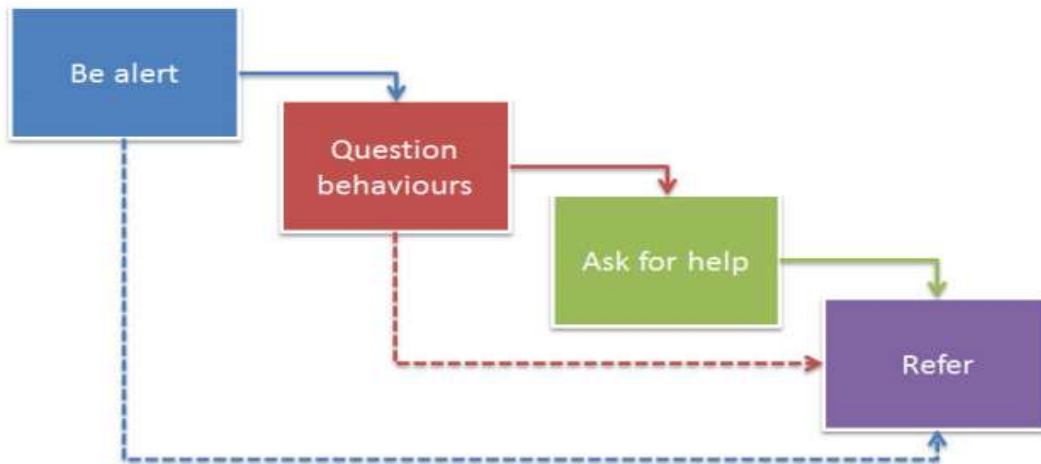 Be alert
Question
behaviours
Ask for help
Refer